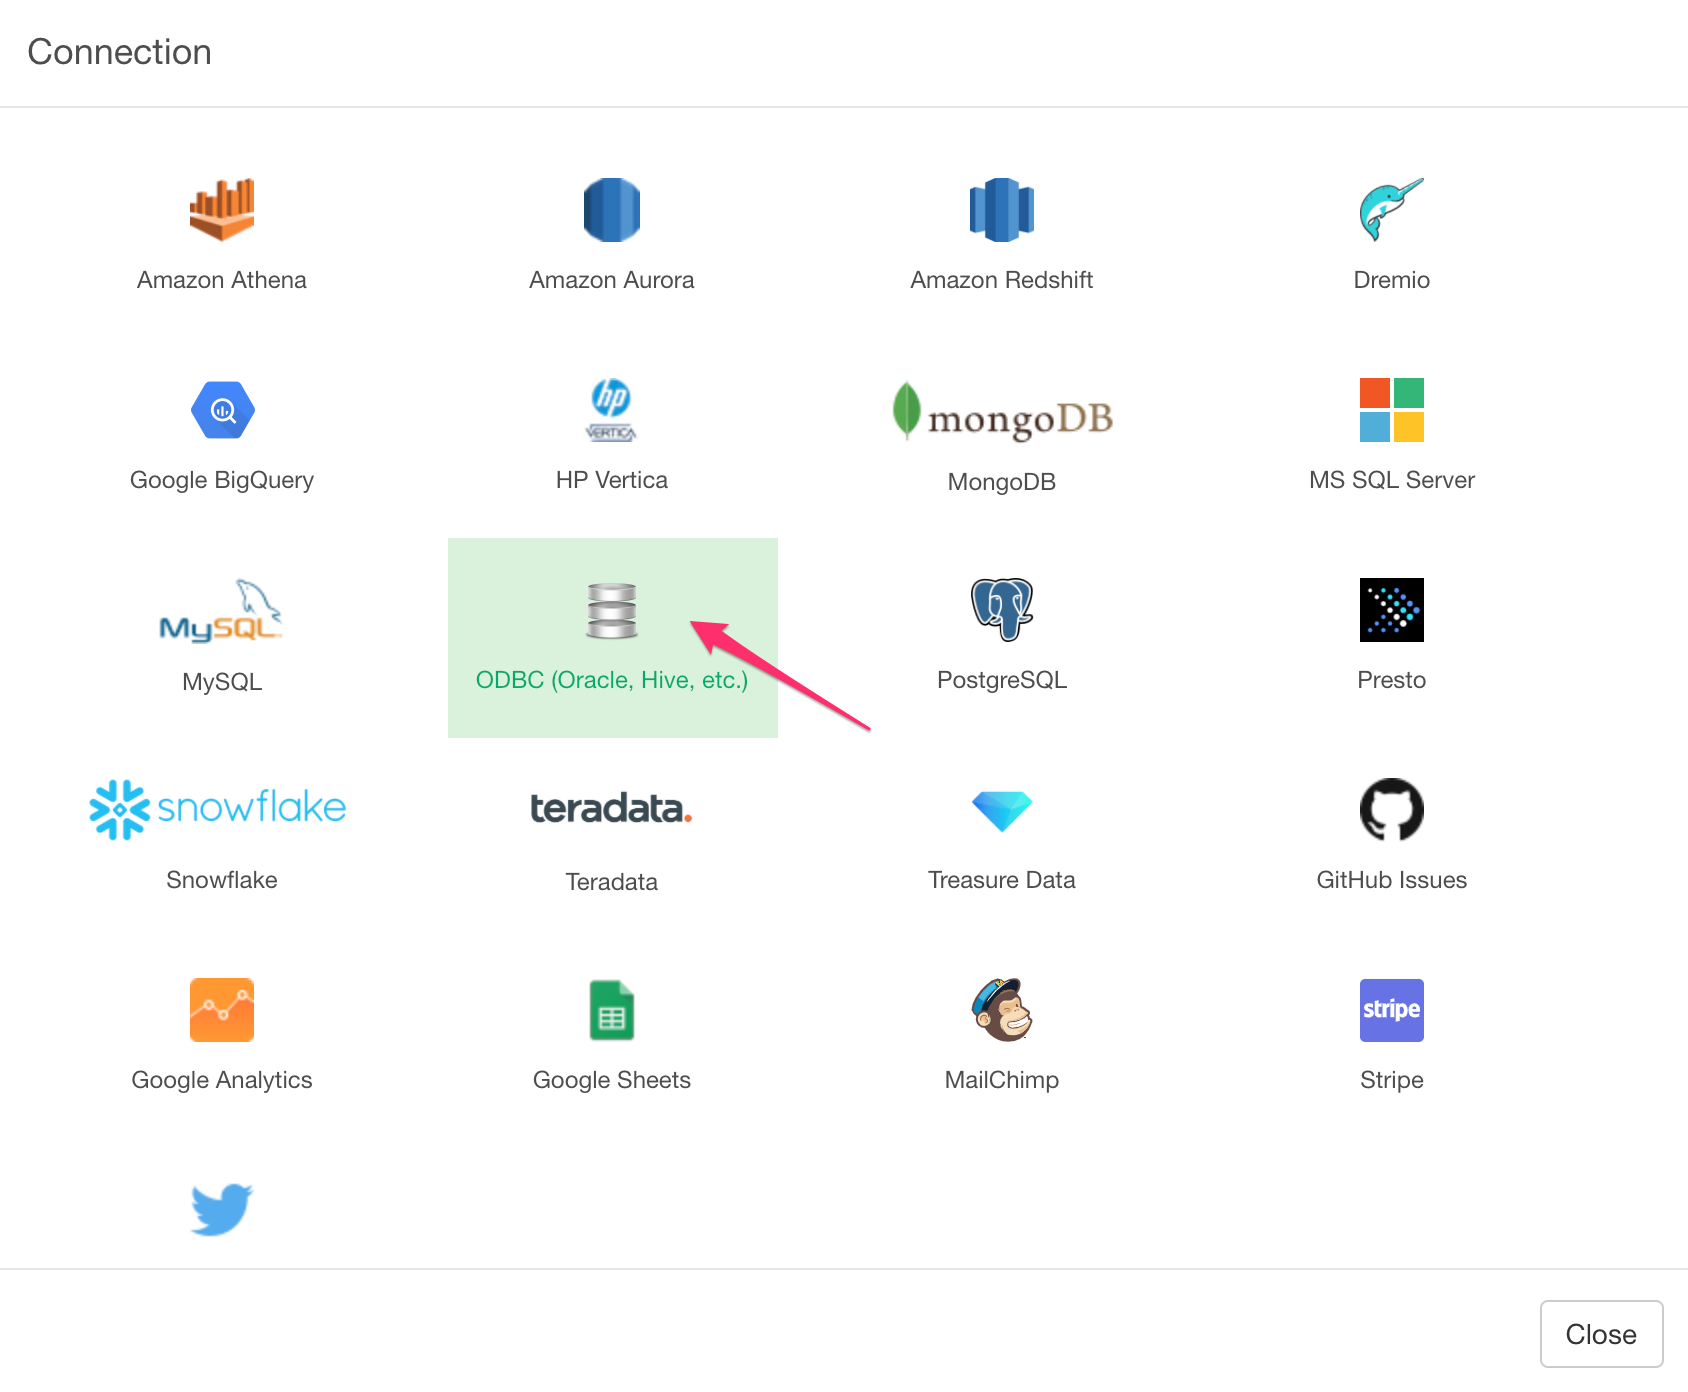 Connection
Amazon Athena
Amazon Aurora
Amazon Redshift
Dremio
hp
VERTICA
mongoDB
Google BigQuery
HP Vertica
MongoDB
MS SQL Server
MySQL
MySQL
ODBC (Oracle, Hive, etc.)
PostgreSQL
Presto
snowflake
teradata.
Snowflake
Teradata
Treasure Data
GitHub Issues
stripe
Google Analytics
Google Sheets
MailChimp
Stripe
Close